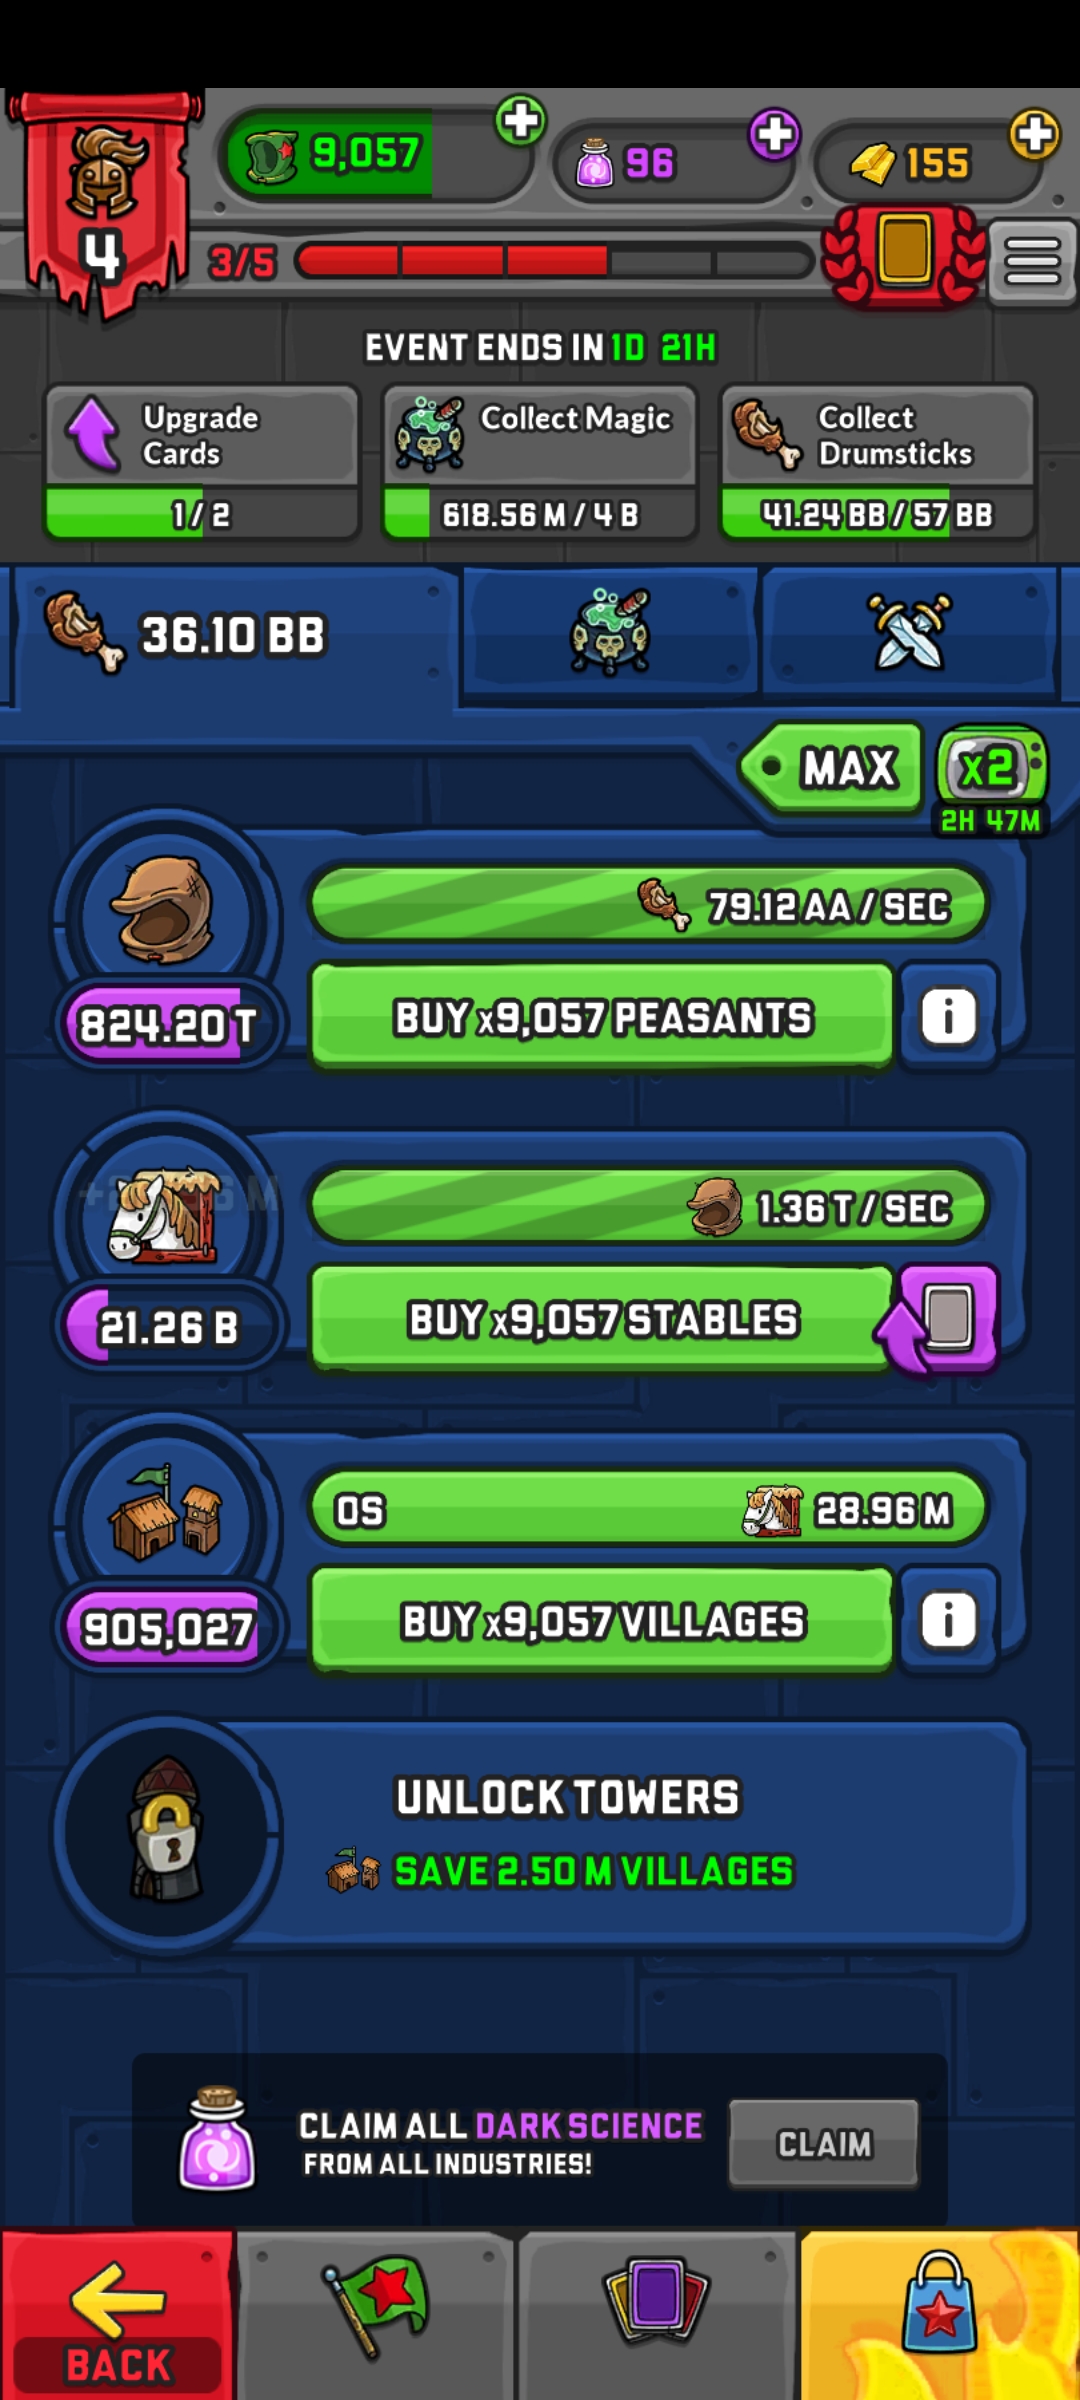 9,057
96
155
4
3/5
EVENT ENDS IN 1D 21H
Upgrade
Cards
1/2
Collect Magic
618.56 M / 4 B
Collect
Drumsticks
41.24 BB / 57 BB
36.10 BB
MAX
x2
2H 47M
79.12 AA / SEC
824.20 T
BUY x9,057 PEASANTS
i
1.36 T / SEC
21.26 B
BUY x9,057 STABLES
0S
28.96 M
905,027
BUY x9,057 VILLAGES
i
UNLOCK TOWERS
SAVE 2.50 M VILLAGES
CLAIM ALL DARK SCIENCE
FROM ALL INDUSTRIES!
CLAIM
BACK